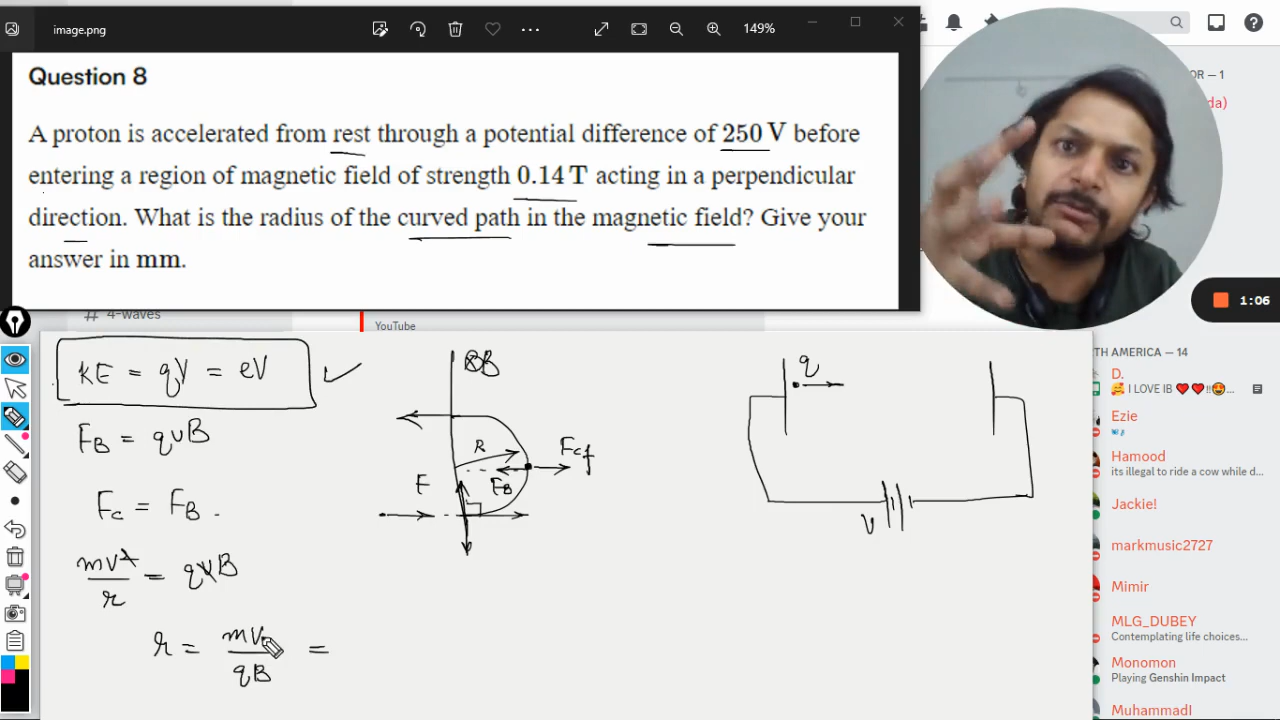 image.png
149%
Question 8
A proton is accelerated from rest through a potential difference of 250 V before
entering a region of magnetic field of strength 0.14 T acting in a perpendicular
direction. What is the radius of the curved path in the magnetic field? Give your
answer in mm.
OR — 1
da)
1:06
# 4-waves
YouTube
KE = qV = eV
F_B = qvB
F_c = F_B .
mv²/r = qvB
r = mv/qB =
⊗B
R
F_cf
F_B
F
q
V
TH AMERICA — 14
D.
🥰 I LOVE IB ❤️❤️‼️😍...
Ezie
Hamood
its illegal to ride a cow while d...
Jackie!
markmusic2727
Mimir
MLG_DUBEY
Contemplating life choices...
Monomon
Playing Genshin Impact
MuhammadI